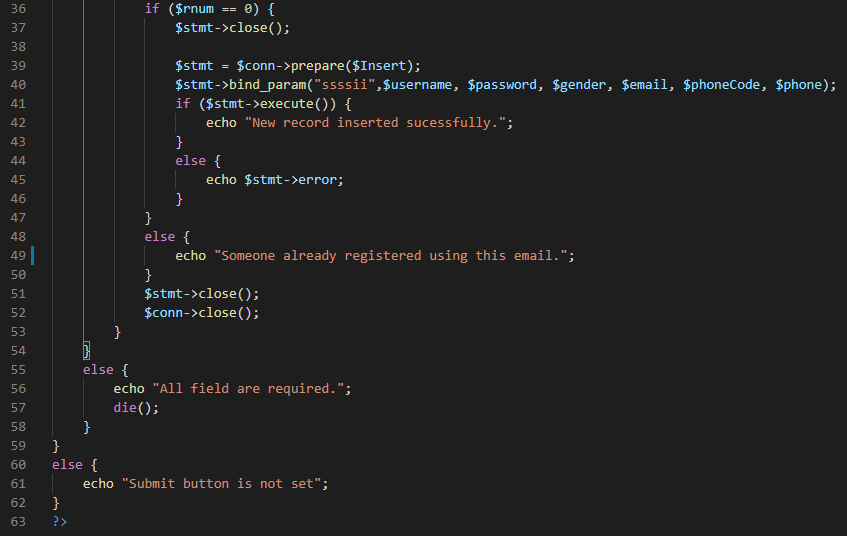 36 if ($rnum == 0) {
37 $stmt->close();
38
39 $stmt = $conn->prepare($Insert);
40 $stmt->bind_param("ssssii",$username, $password, $gender, $email, $phoneCode, $phone);
41 if ($stmt->execute()) {
42 echo "New record inserted sucessfully.";
43 }
44 else {
45 echo $stmt->error;
46 }
47 }
48 else {
49 echo "Someone already registered using this email.";
50 }
51 $stmt->close();
52 $conn->close();
53 }
54 }
55 else {
56 echo "All field are required.";
57 die();
58 }
59 }
60 else {
61 echo "Submit button is not set";
62 }
63 ?>